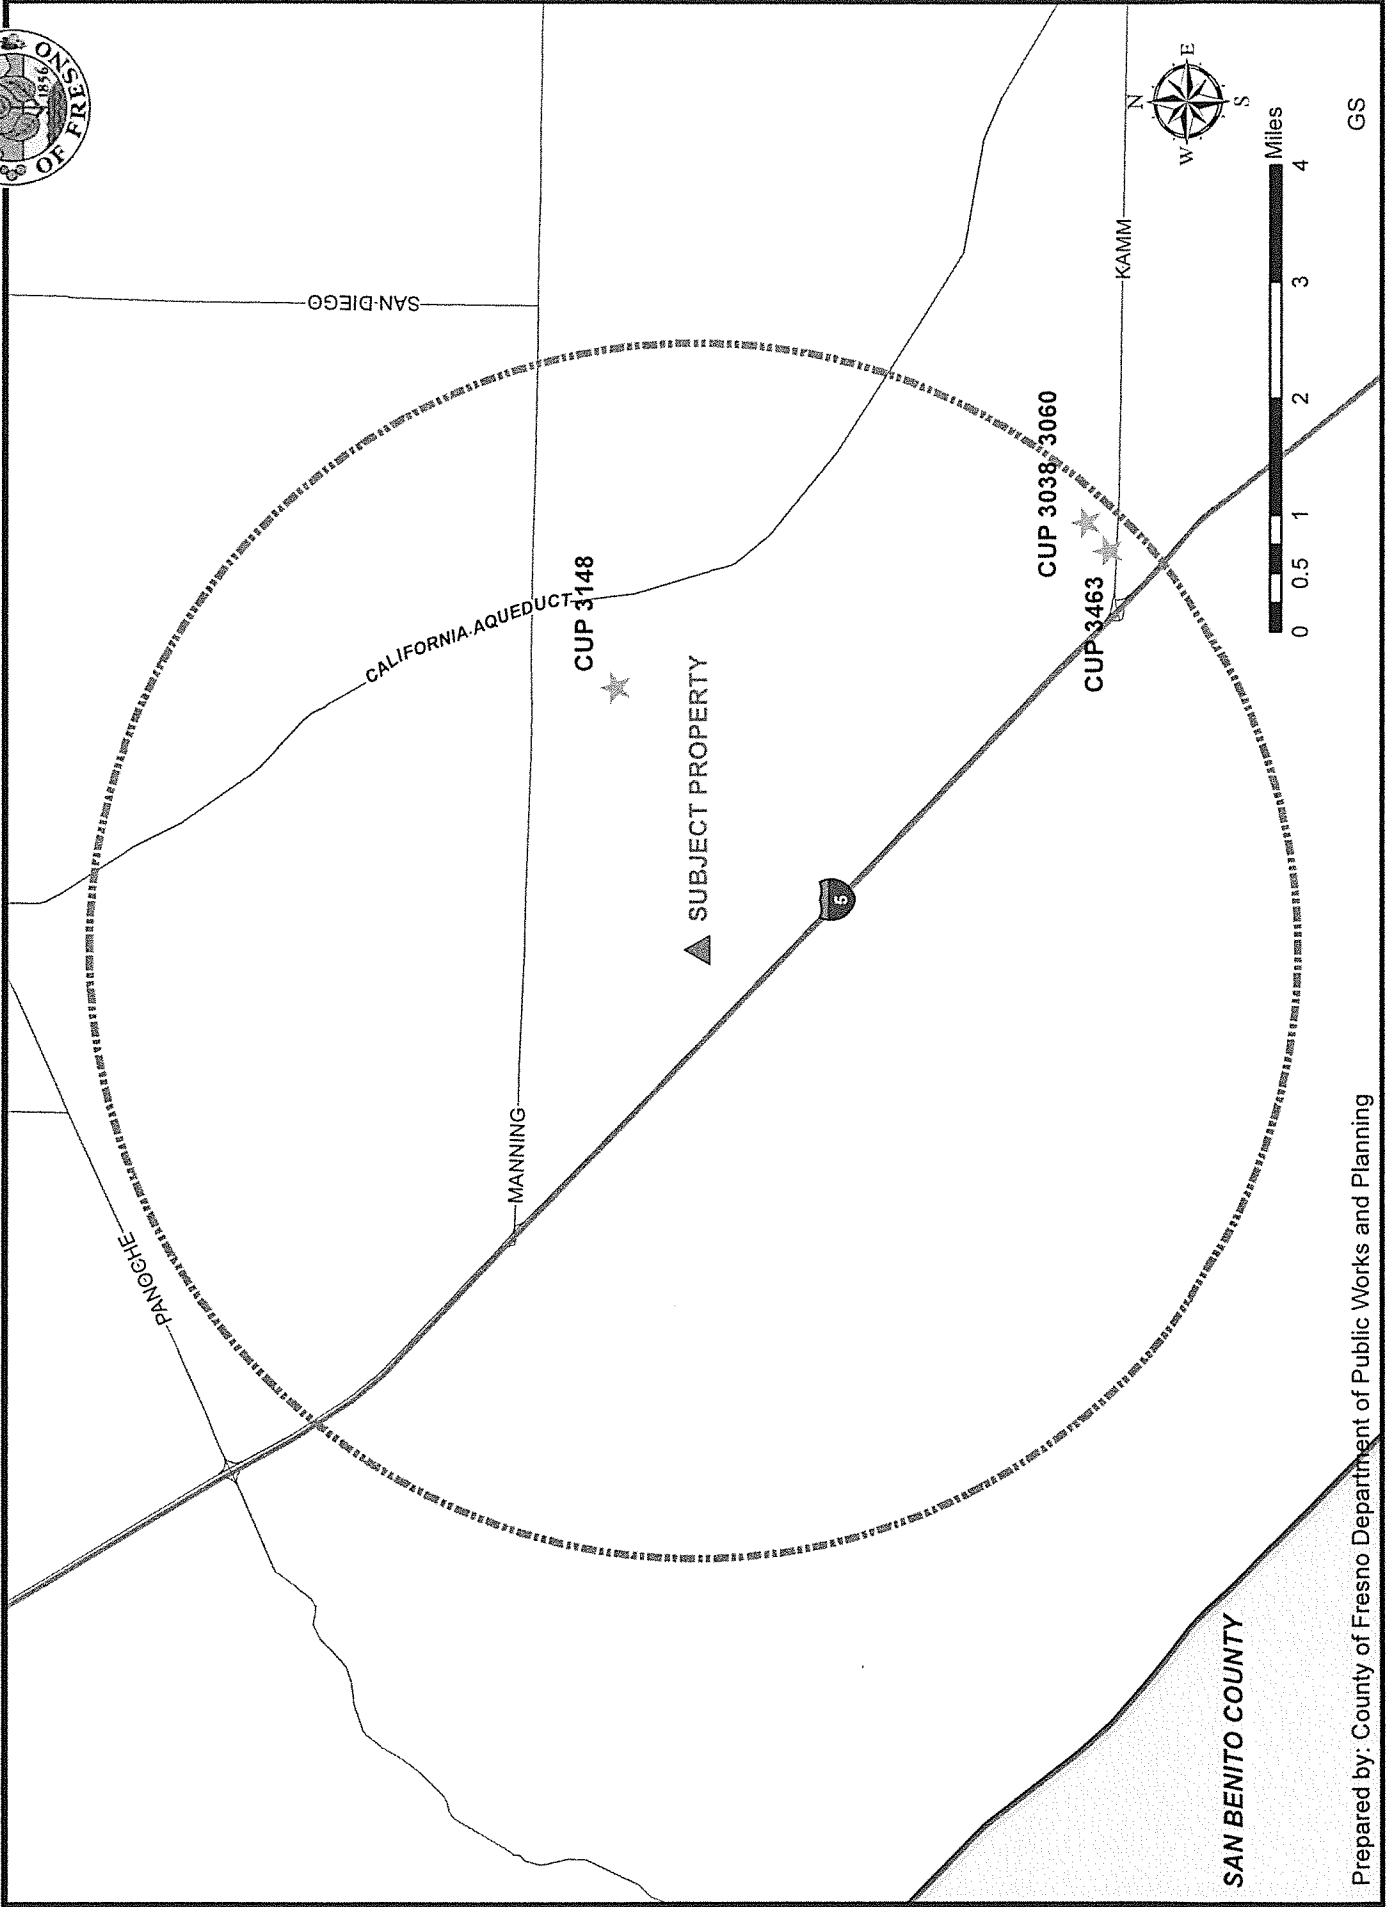 OF FRESNO
1856
PANOCHE
SAN DIEGO
MANNING
CALIFORNIA AQUEDUCT
CUP 3148
SUBJECT PROPERTY
5
CUP 3038, 3060
CUP 3463
KAMM
N
W
E
S
SAN BENITO COUNTY
0 0.5 1 2 3 4
Miles
Prepared by: County of Fresno Department of Public Works and Planning
GS